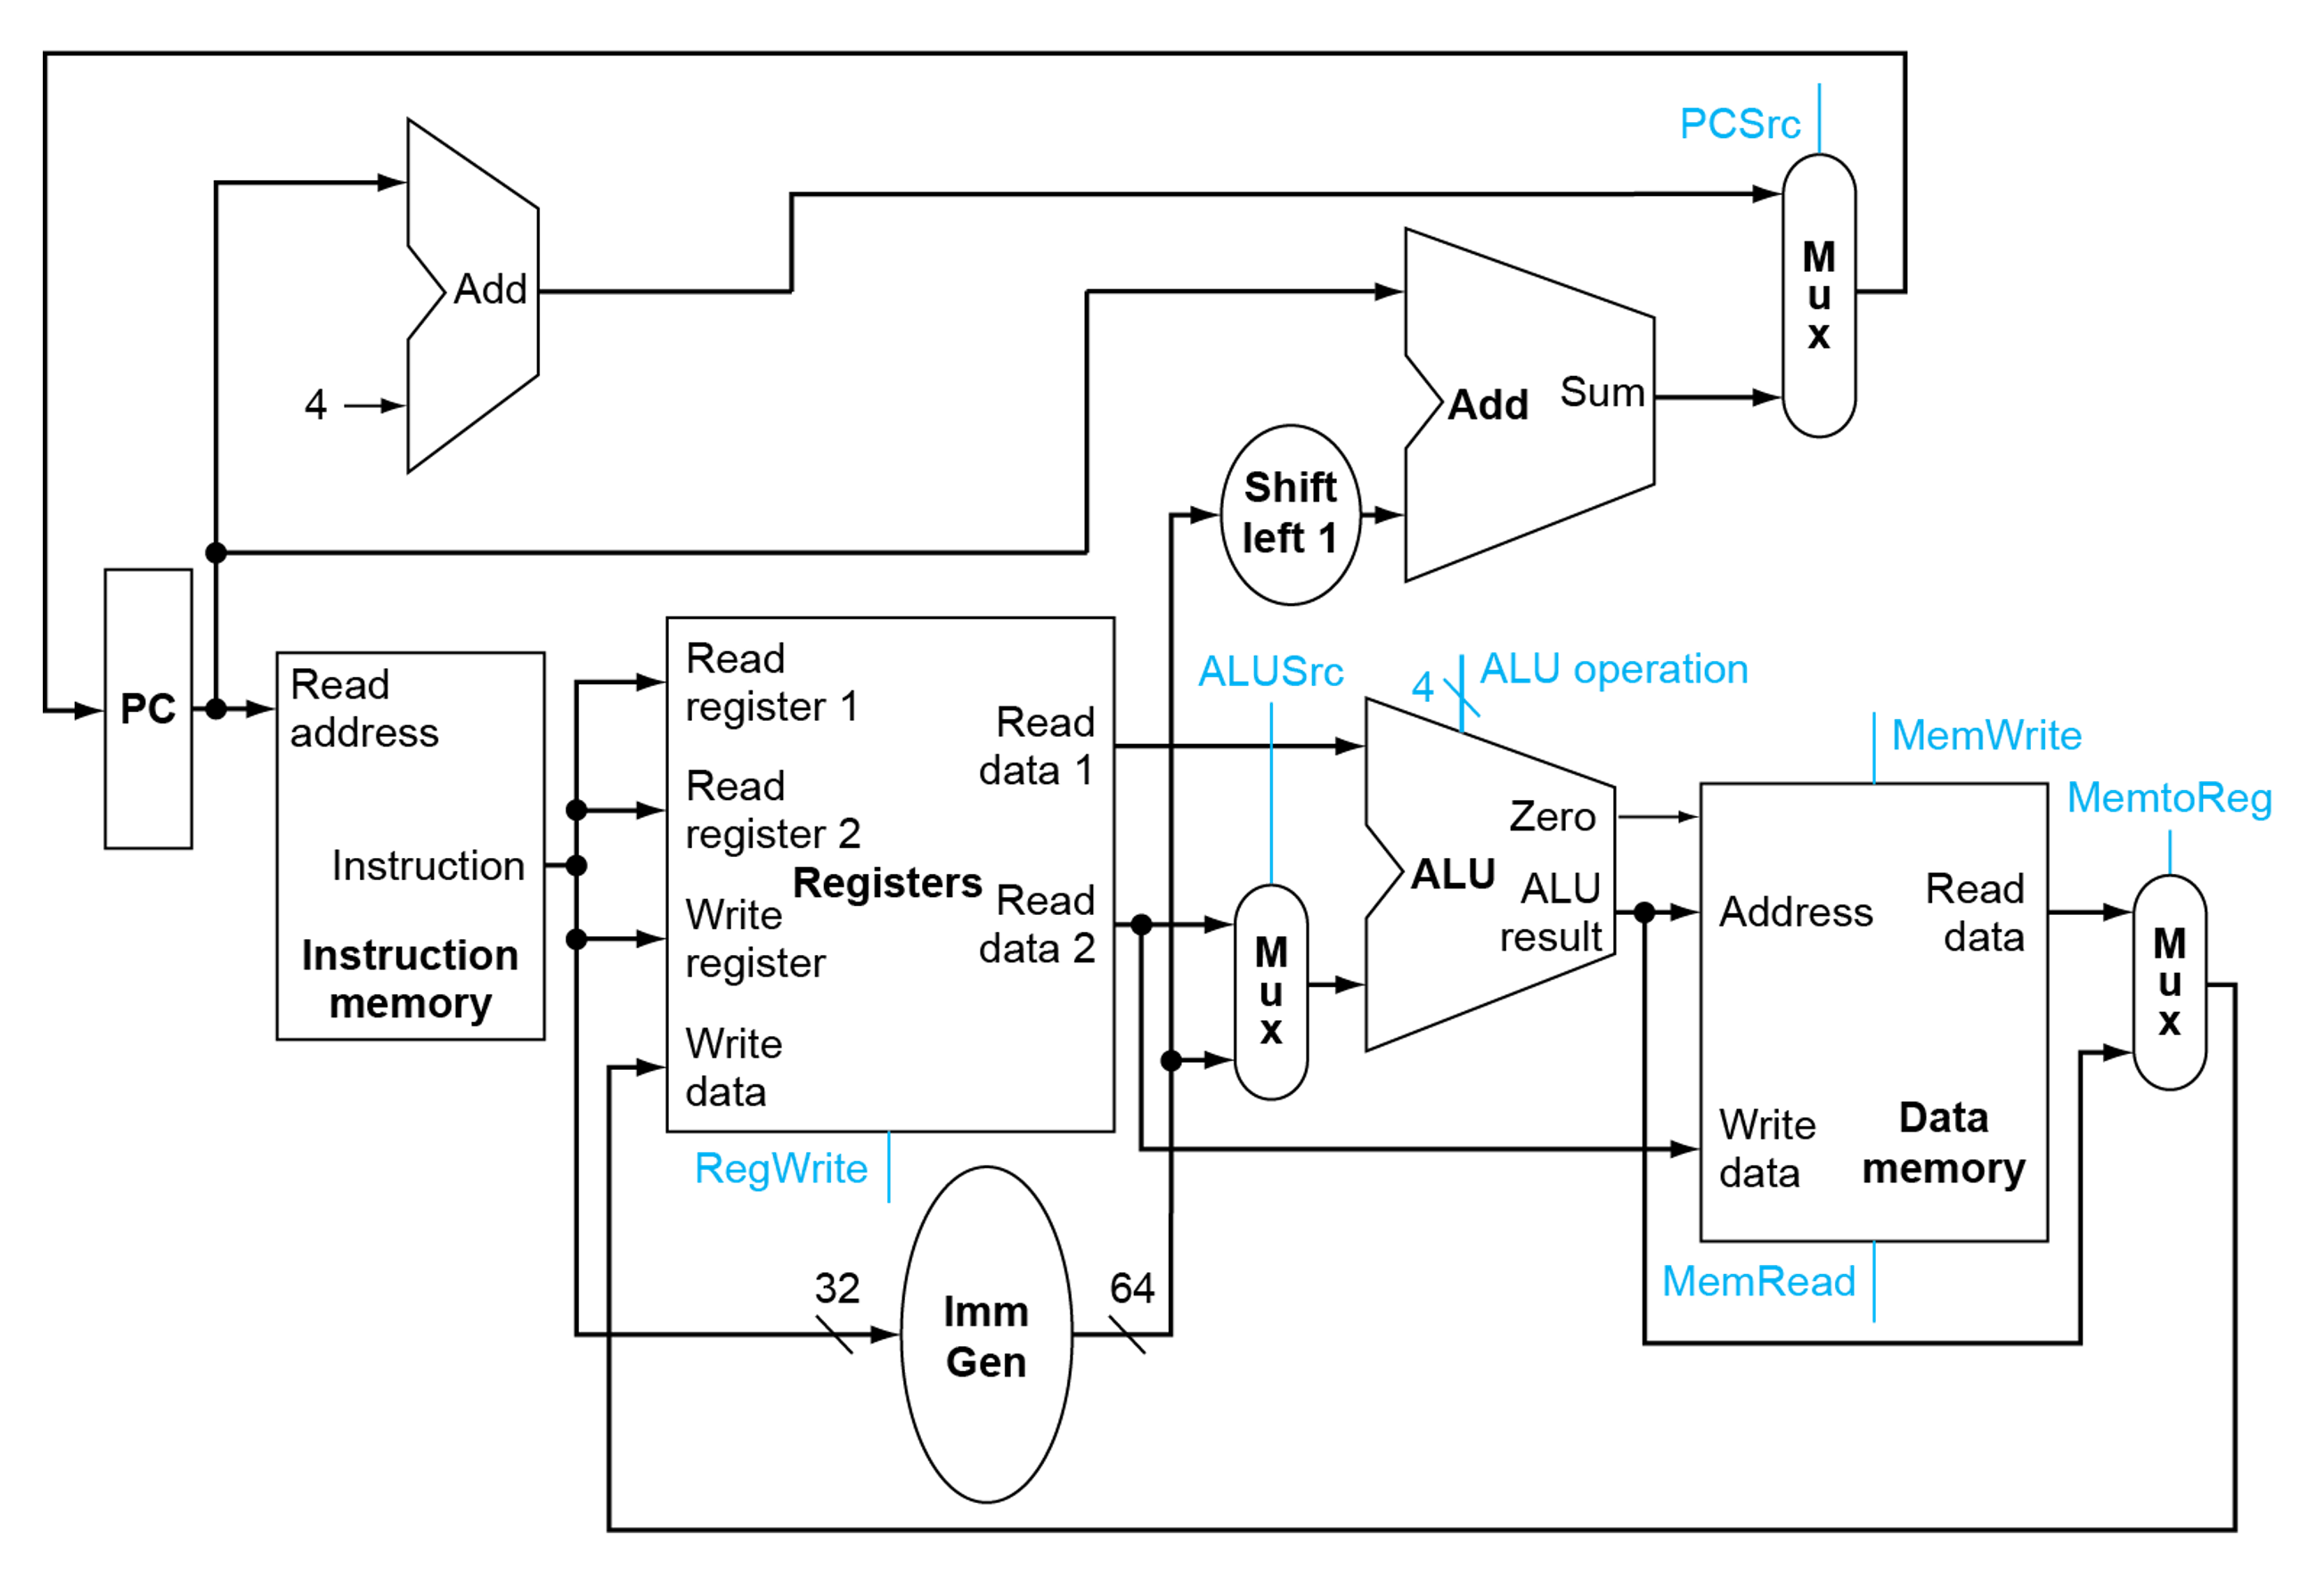 PCSrc
M
u
x
Add
4
Add
Sum
Shift
left 1
PC
Read
address
Instruction
Instruction
memory
Read
register 1
Read
register 2
Registers
Write
register
Write
data
Read
data 1
Read
data 2
RegWrite
ALUSrc
M
u
x
4
ALU operation
Zero
ALU
ALU
result
MemWrite
Address
Read
data
Write
data
Data
memory
MemRead
MemtoReg
M
u
x
32
Imm
Gen
64